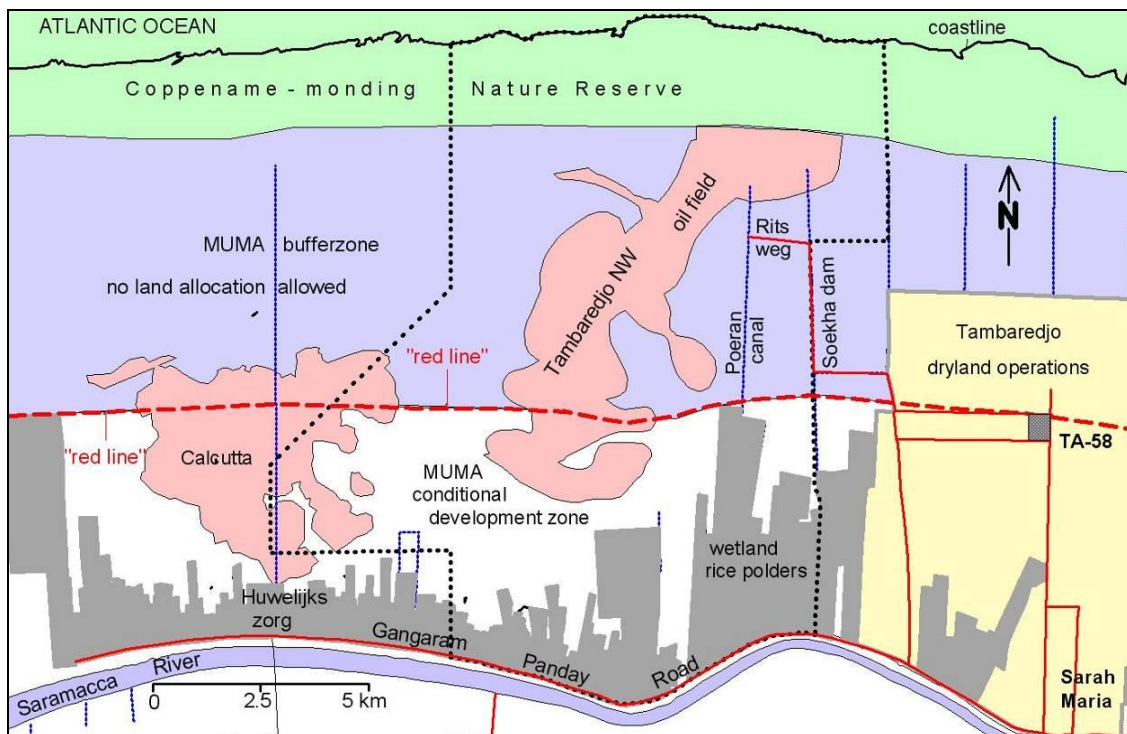 ATLANTIC OCEAN
coastline
Coppename - monding Nature Reserve
N
oil field
Tambaredjo NW
Rits
weg
MUMA bufferzone
no land allocation allowed
Poeran
canal
Soekha dam
Tambaredjo
dryland operations
"red line"
"red line"
Calcutta
TA-58
MUMA
conditional
development zone
wetland
rice polders
Huwelijks
zorg
Gangaram
Panday
Road
Saramacca River
Sarah
Maria
0 2.5 5 km